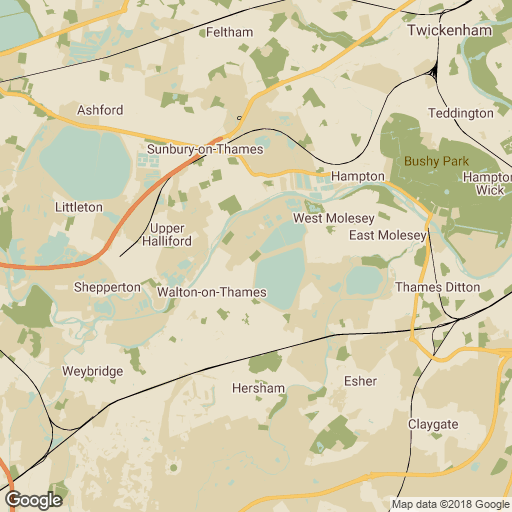 Feltham
Twickenham
Ashford
Teddington
Sunbury-on-Thames
Bushy Park
Hampton
Hampton
Wick
Littleton
West Molesey
Upper
Halliford
East Molesey
Shepperton
Walton-on-Thames
Thames Ditton
Weybridge
Hersham
Esher
Claygate
Google
Map data ©2018 Google
Google